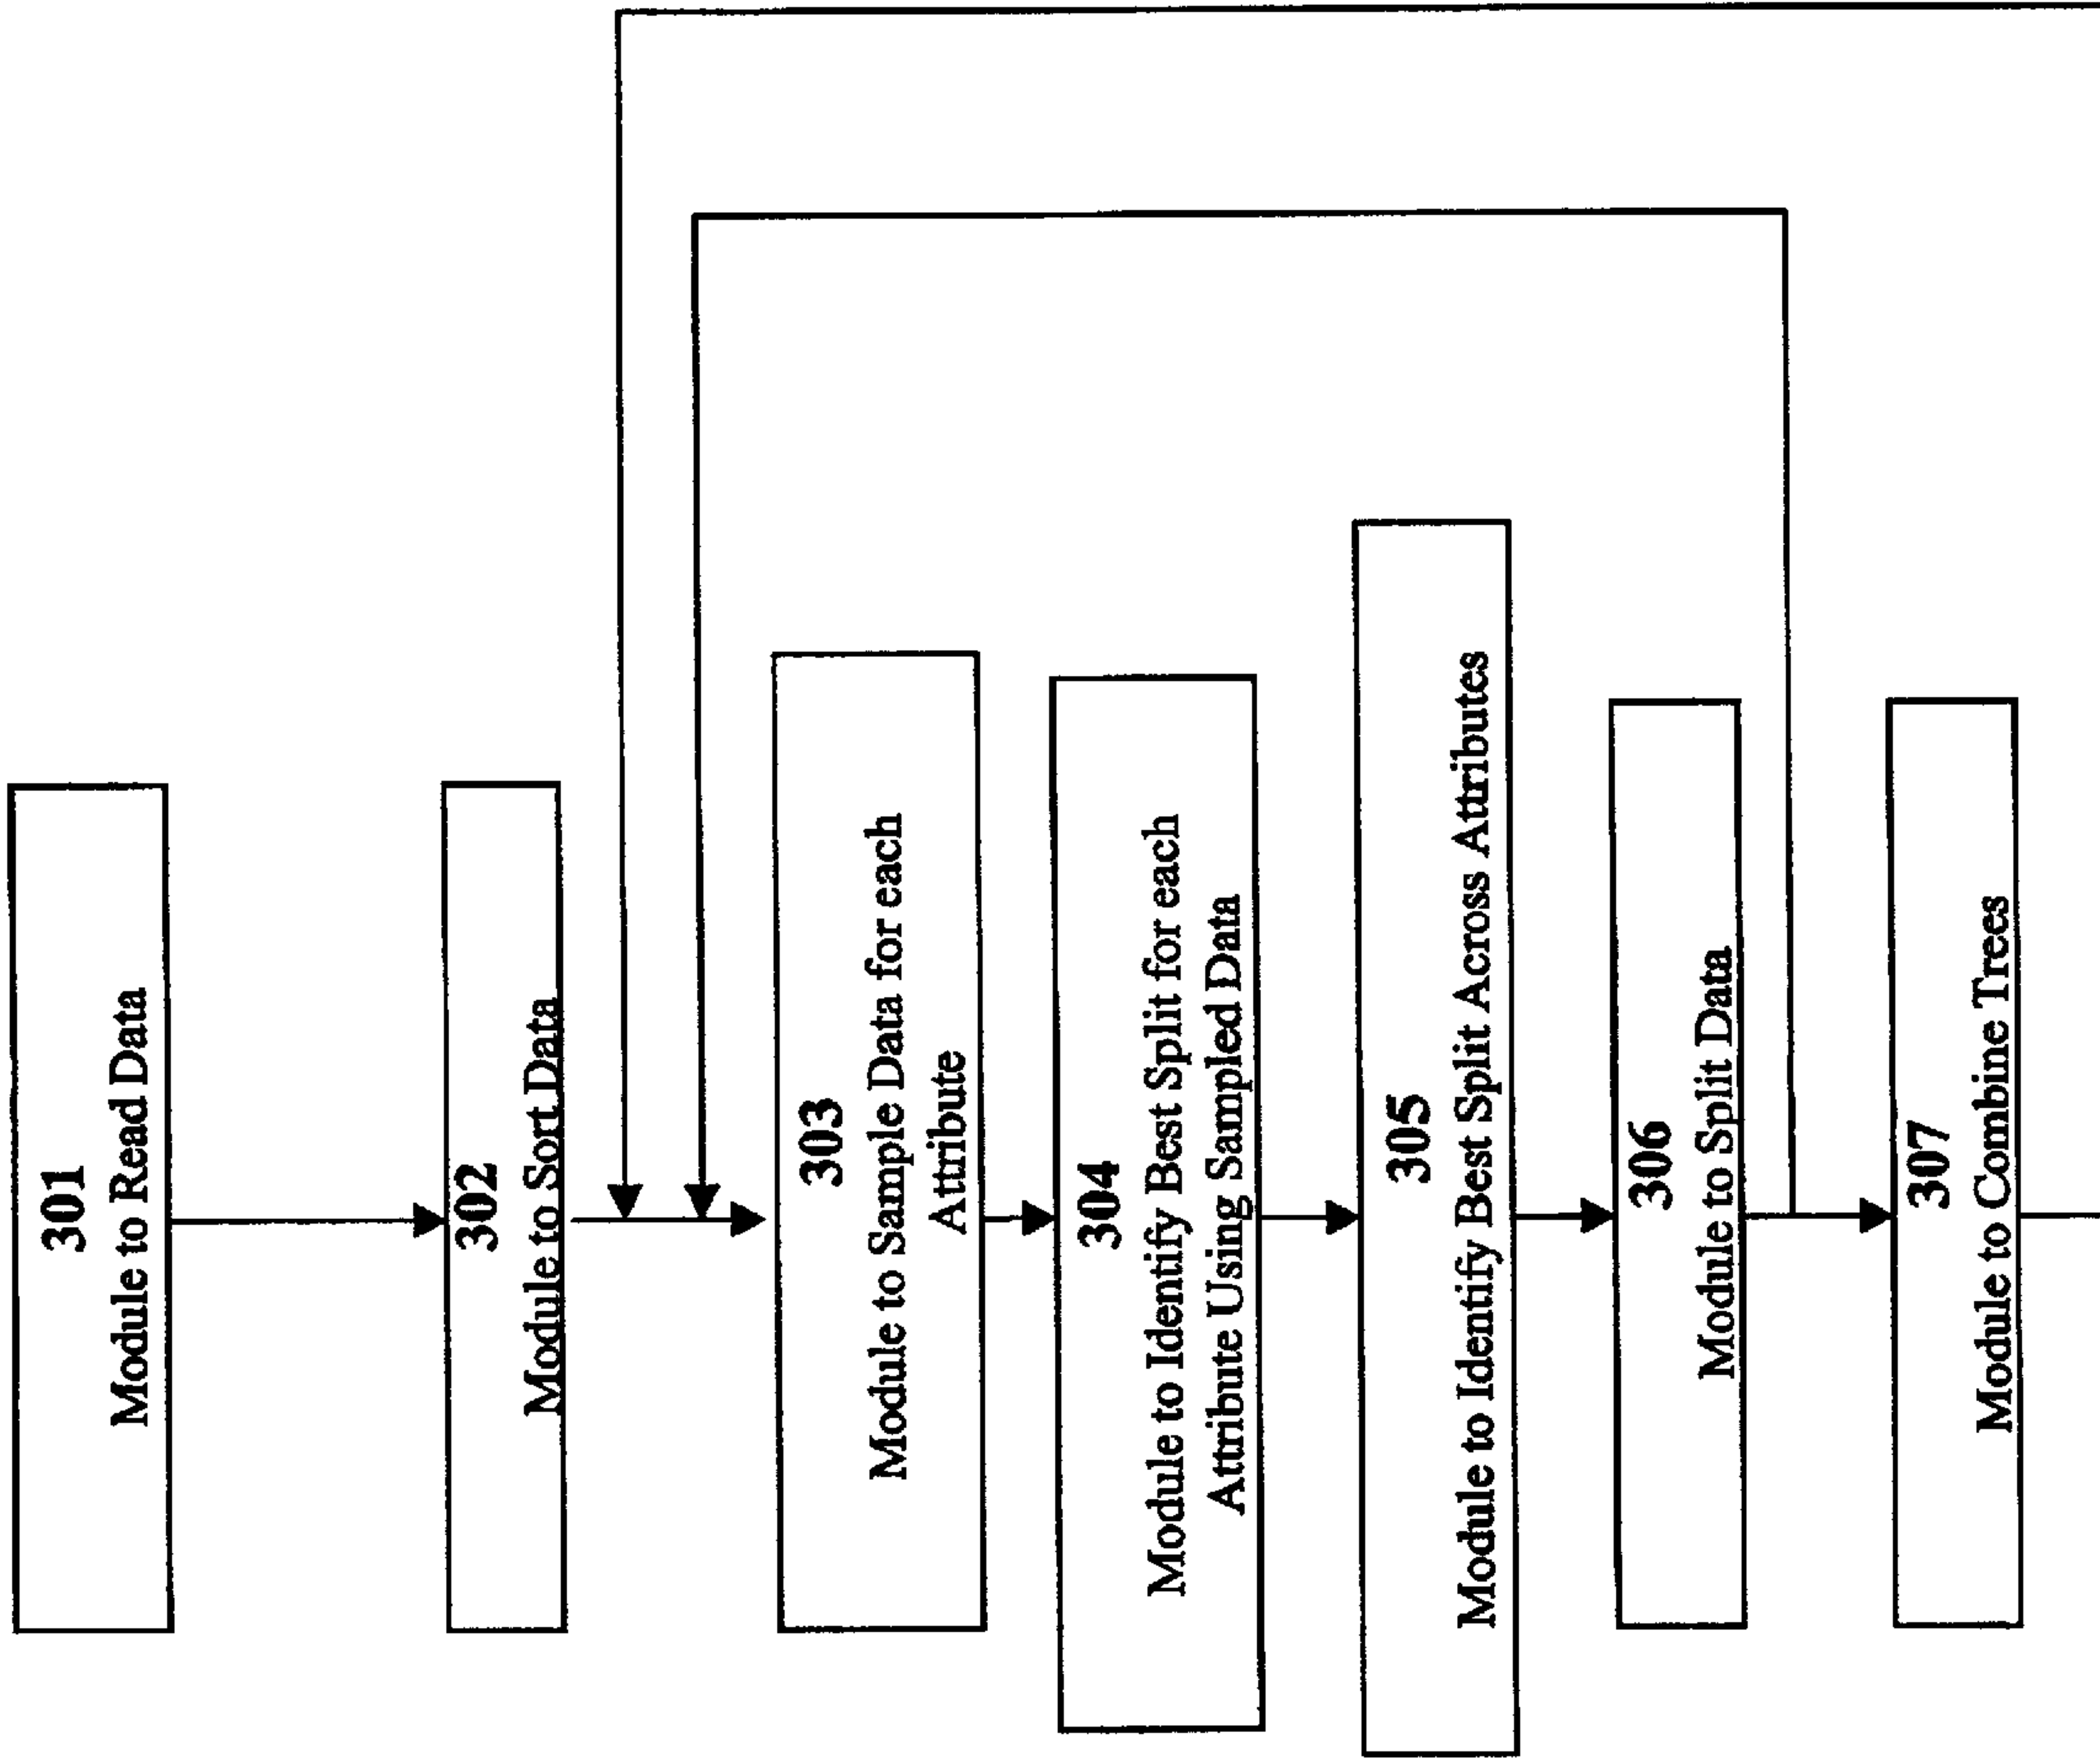 301
Module to Read Data
302
Module to Sort Data
303
Module to Sample Data for each
Attribute
304
Module to Identify Best Split for each
Attribute Using Sampled Data
305
Module to Identify Best Split Across Attributes
306
Module to Split Data
307
Module to Combine Trees